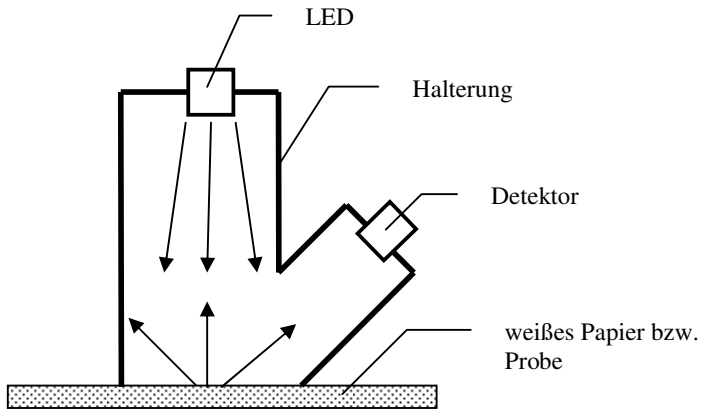 LED
Halterung
Detektor
weißes Papier bzw.
Probe